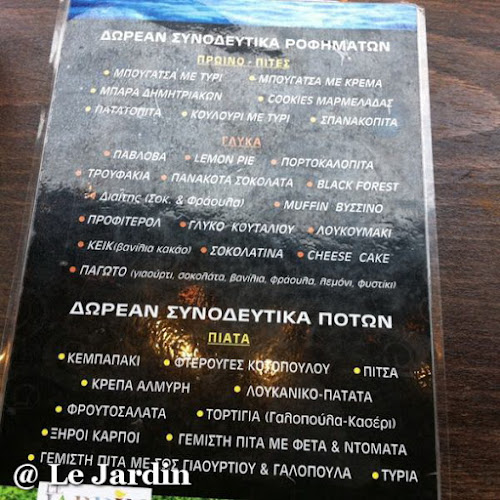 ΔΩΡΕΑΝ ΣΥΝΟΔΕΥΤΙΚΑ ΡΟΦΗΜΑΤΩΝ
ΠΡΩΙΝΟ - ΠΙΤΕΣ
• ΜΠΟΥΓΑΤΣΑ ΜΕ ΤΥΡΙ • ΜΠΟΥΓΑΤΣΑ ΜΕ ΚΡΕΜΑ
• ΜΠΑΡΑ ΔΗΜΗΤΡΙΑΚΩΝ • COOKIES ΜΑΡΜΕΛΑΔΑΣ
• ΠΑΤΑΤΟΠΙΤΑ • ΚΟΥΛΟΥΡΙ ΜΕ ΤΥΡΙ • ΣΠΑΝΑΚΟΠΙΤΑ
ΓΛΥΚΑ
• ΠΑΒΛΟΒΑ • LEMON PIE • ΠΟΡΤΟΚΑΛΟΠΙΤΑ
• ΤΡΟΥΦΑΚΙΑ • ΠΑΝΑΚΟΤΑ ΣΟΚΟΛΑΤΑ • BLACK FOREST
• Διαίτης (Σοκ. & Φράουλα) • MUFFIN ΒΥΣΣΙΝΟ
• ΠΡΟΦΙΤΕΡΟΛ • ΓΛΥΚΟ ΚΟΥΤΑΛΙΟΥ • ΛΟΥΚΟΥΜΑΚΙ
• ΚΕΙΚ (βανίλια κακάο) • ΣΟΚΟΛΑΤΙΝΑ • CHEESE CAKE
• ΠΑΓΩΤΟ (γιαούρτι, σοκολάτα, βανίλια, φράουλα, λεμόνι, φυστίκι)
ΔΩΡΕΑΝ ΣΥΝΟΔΕΥΤΙΚΑ ΠΟΤΩΝ
ΠΙΑΤΑ
• ΚΕΜΠΑΠΑΚΙ • ΦΤΕΡΟΥΓΕΣ ΚΟΤΟΠΟΥΛΟΥ • ΠΙΤΣΑ
• ΚΡΕΠΑ ΑΛΜΥΡΗ • ΛΟΥΚΑΝΙΚΟ-ΠΑΤΑΤΑ
• ΦΡΟΥΤΟΣΑΛΑΤΑ • ΤΟΡΤΙΓΙΑ (Γαλοπούλα-Κασέρι)
• ΞΗΡΟΙ ΚΑΡΠΟΙ • ΓΕΜΙΣΤΗ ΠΙΤΑ ΜΕ ΦΕΤΑ & ΝΤΟΜΑΤΑ
• ΓΕΜΙΣΤΗ ΠΙΤΑ ΜΕ ΣΩΣ ΓΙΑΟΥΡΤΙΟΥ & ΓΑΛΟΠΟΥΛΑ • ΤΥΡΙΑ
@ Le Jardin